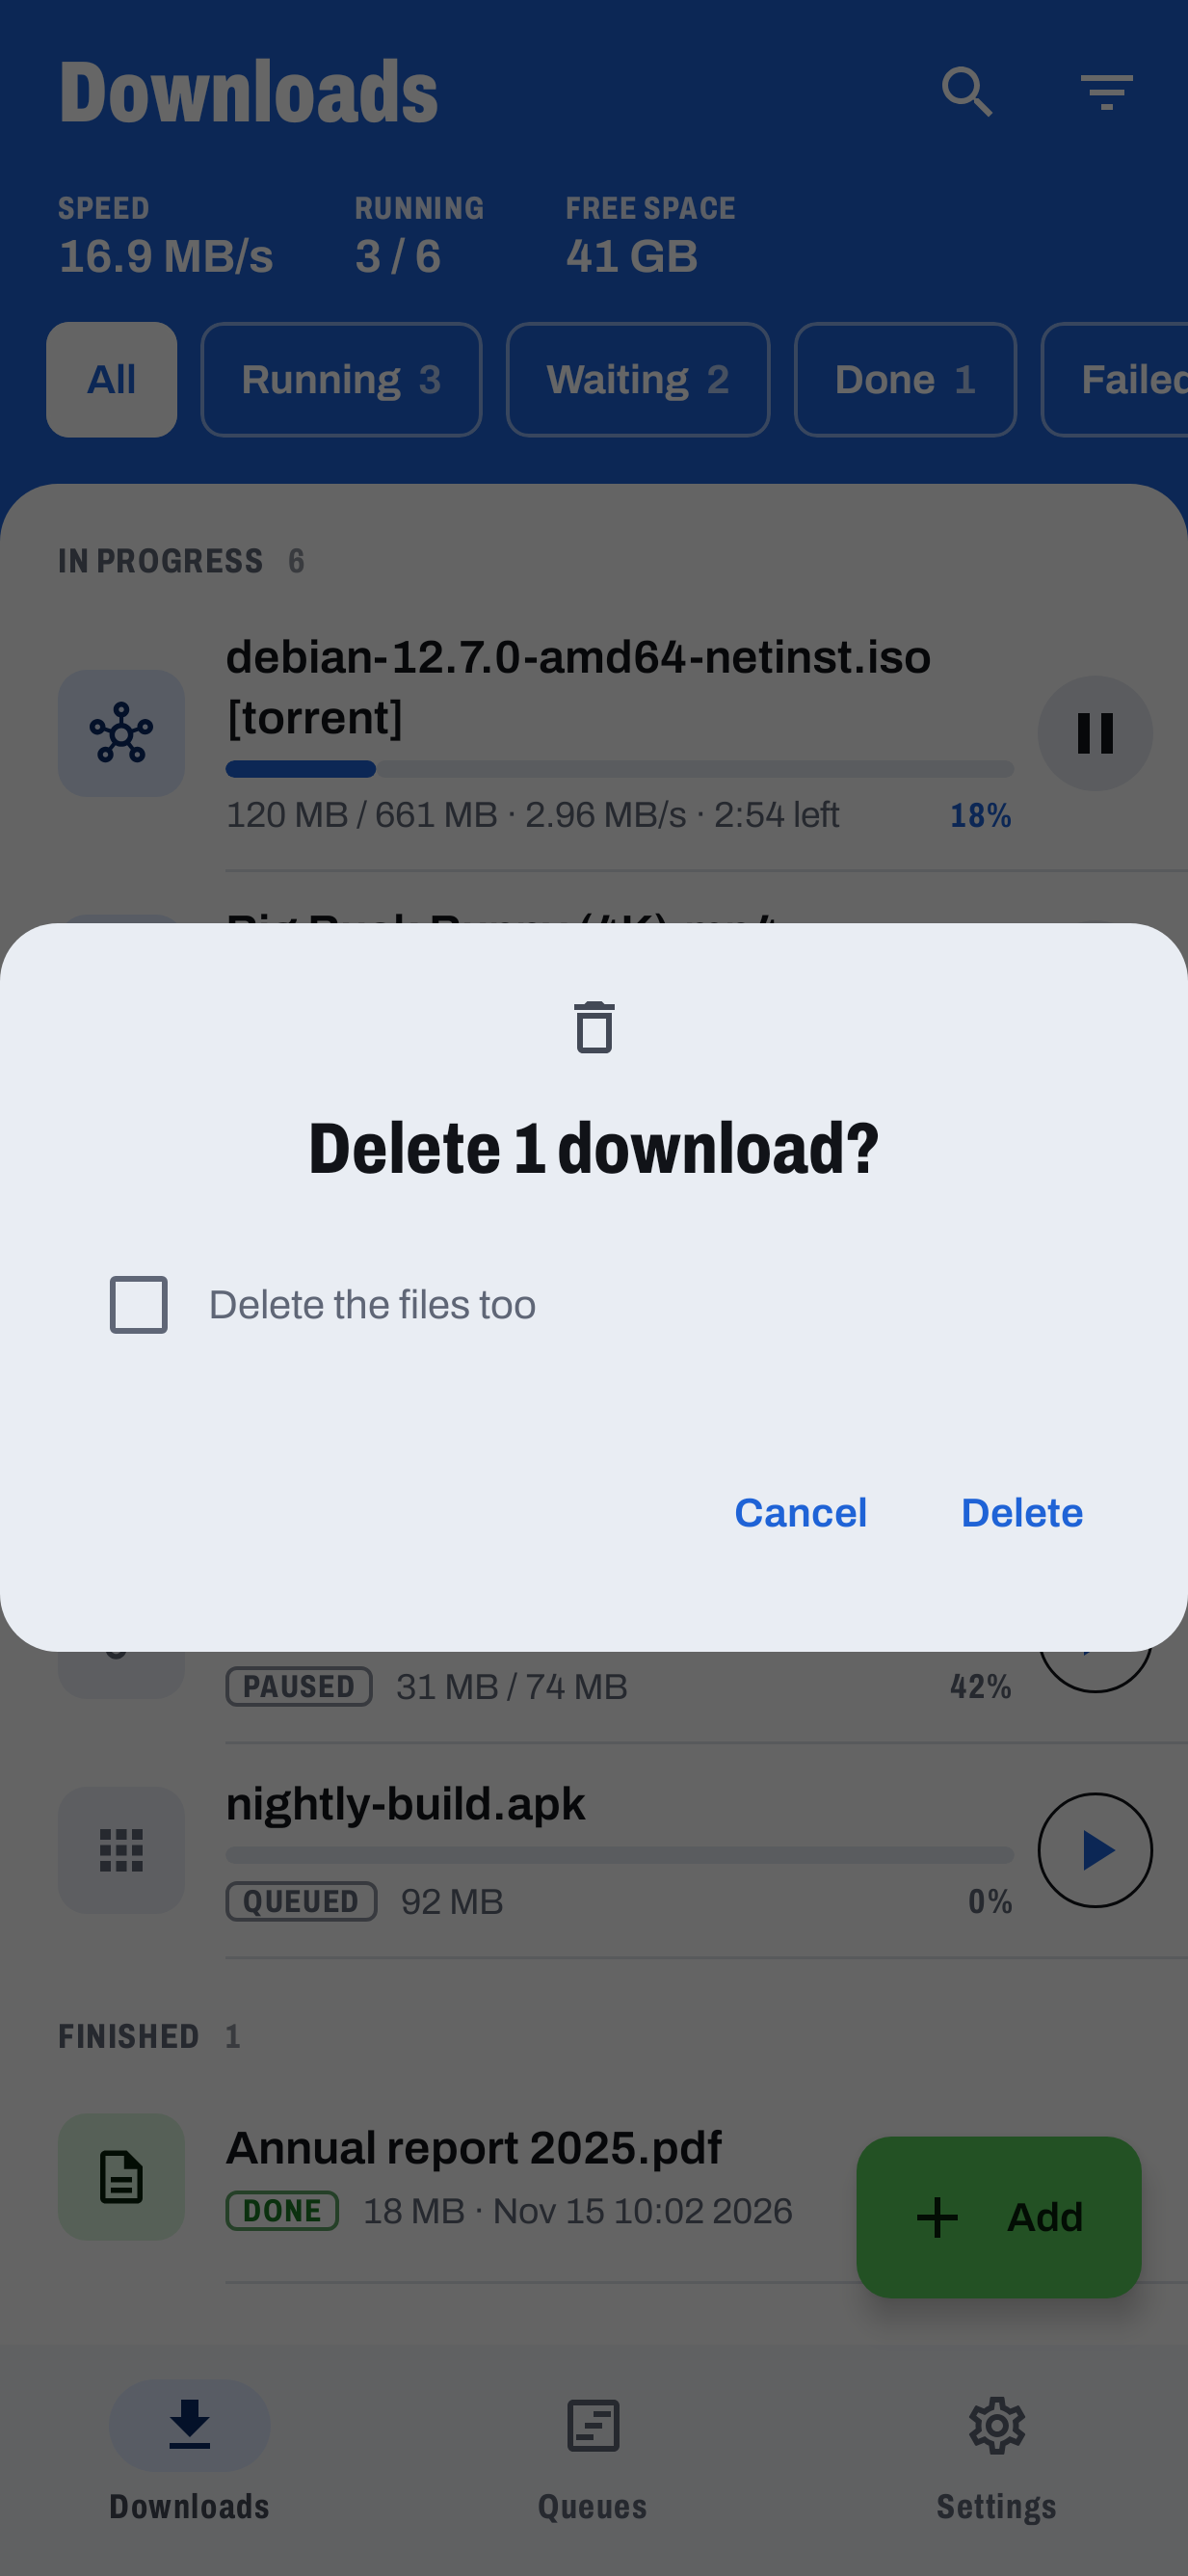 Downloads
SPEED
16.9 MB/s
RUNNING
3 / 6
FREE SPACE
41 GB
All
Running 3
Waiting 2
Done 1
Failed
IN PROGRESS 6
debian-12.7.0-amd64-netinst.iso
[torrent]
120 MB / 661 MB · 2.96 MB/s · 2:54 left 18%
Delete 1 download?
Delete the files too
Cancel
Delete
PAUSED 31 MB / 74 MB 42%
nightly-build.apk
QUEUED 92 MB 0%
FINISHED 1
Annual report 2025.pdf
DONE 18 MB · Nov 15 10:02 2026
Add
Downloads
Queues
Settings